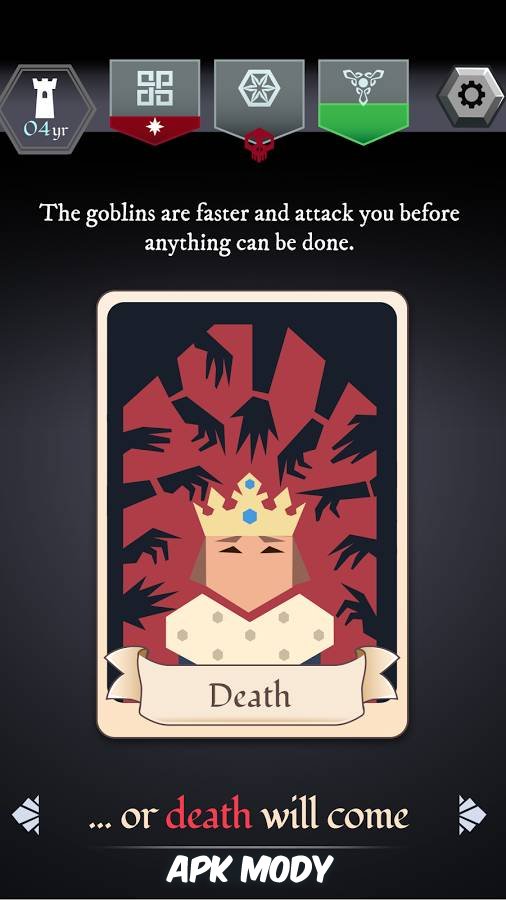 04yr
The goblins are faster and attack you before
anything can be done.
Death
... or death will come
APK MODY